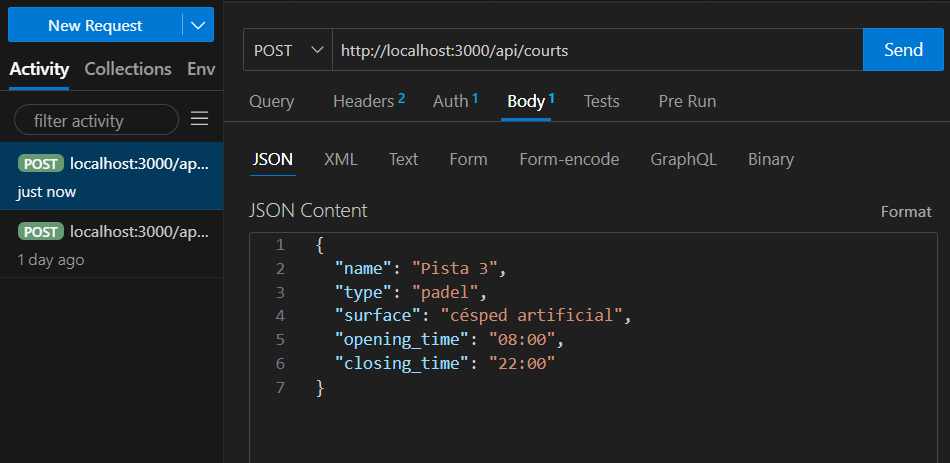 New Request
Activity Collections Env
filter activity
POST localhost:3000/ap...
just now
POST localhost:3000/ap...
1 day ago
POST http://localhost:3000/api/courts Send
Query Headers 2 Auth 1 Body 1 Tests Pre Run
JSON XML Text Form Form-encode GraphQL Binary
JSON Content Format
1 {
2 "name": "Pista 3",
3 "type": "padel",
4 "surface": "césped artificial",
5 "opening_time": "08:00",
6 "closing_time": "22:00"
7 }